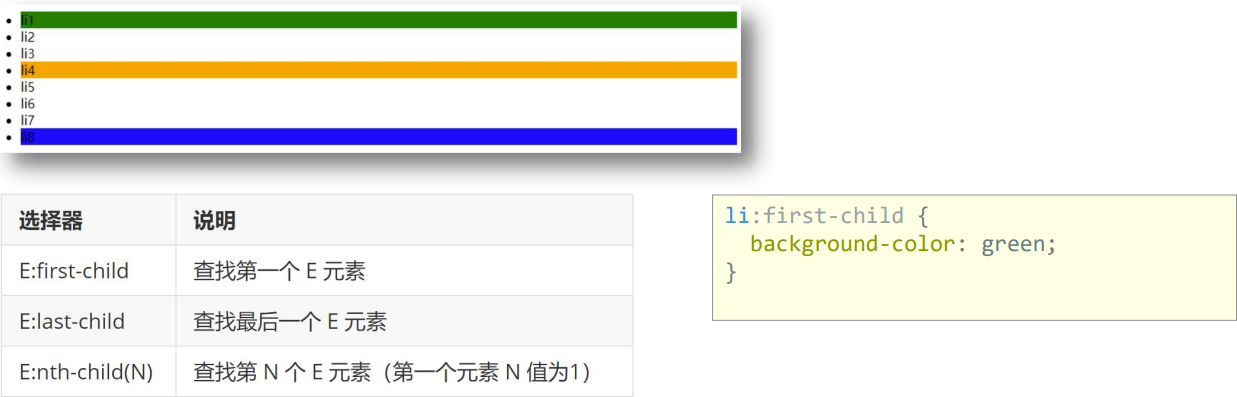 li1
li2
li3
li4
li5
li6
li7
li8
选择器 说明
E:first-child 查找第一个 E 元素
E:last-child 查找最后一个 E 元素
E:nth-child(N) 查找第 N 个 E 元素（第一个元素 N 值为1）
li:first-child {
  background-color: green;
}